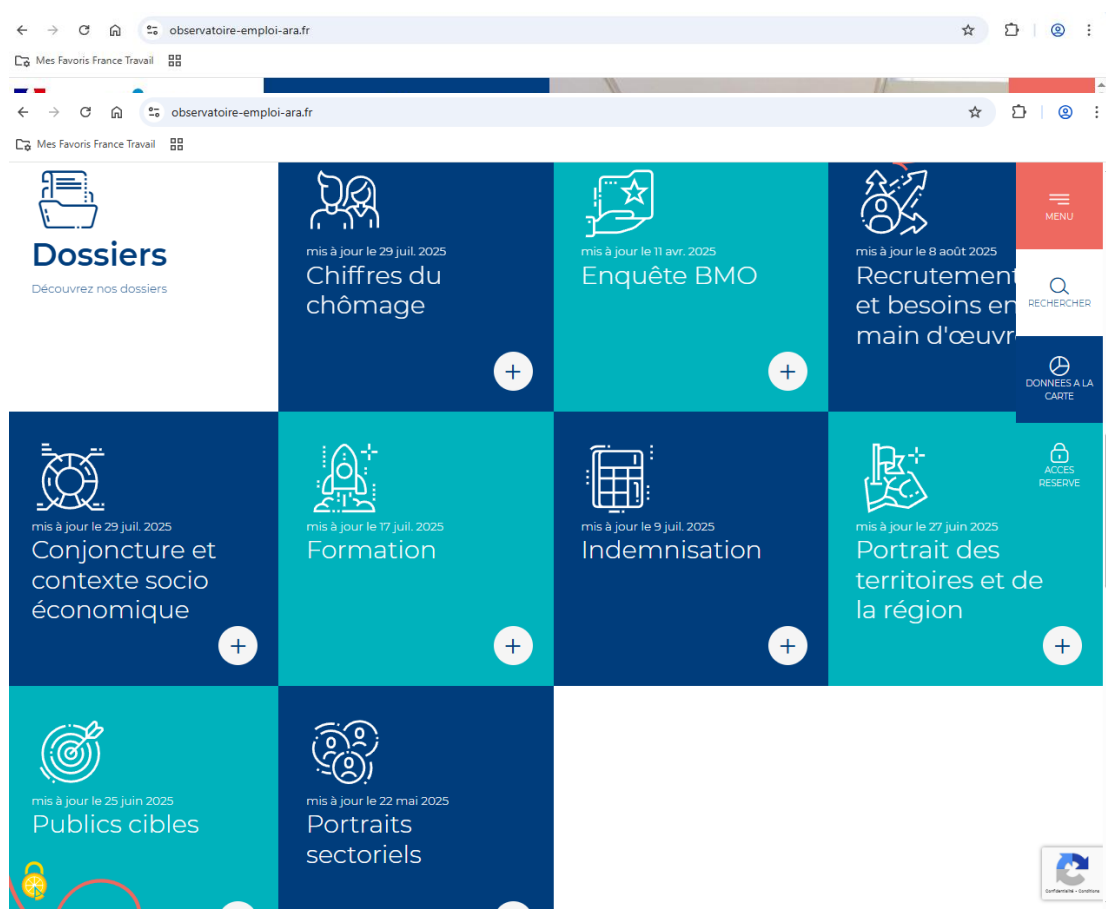 observatoire-emploi-ara.fr
Mes Favoris France Travail
observatoire-emploi-ara.fr
Mes Favoris France Travail
Dossiers
Découvrez nos dossiers
mis à jour le 29 juil. 2025
Chiffres du
chômage
mis à jour le 11 avr. 2025
Enquête BMO
mis à jour le 8 août 2025
Recrutement
et besoins en
main d'œuvr
MENU
RECHERCHER
DONNEES A LA
CARTE
ACCES
RESERVE
mis à jour le 29 juil. 2025
Conjoncture et
contexte socio
économique
mis à jour le 17 juil. 2025
Formation
mis à jour le 9 juil. 2025
Indemnisation
mis à jour le 27 juin 2025
Portrait des
territoires et de
la région
mis à jour le 25 juin 2025
Publics cibles
mis à jour le 22 mai 2025
Portraits
sectoriels
Confidentialité - Conditions